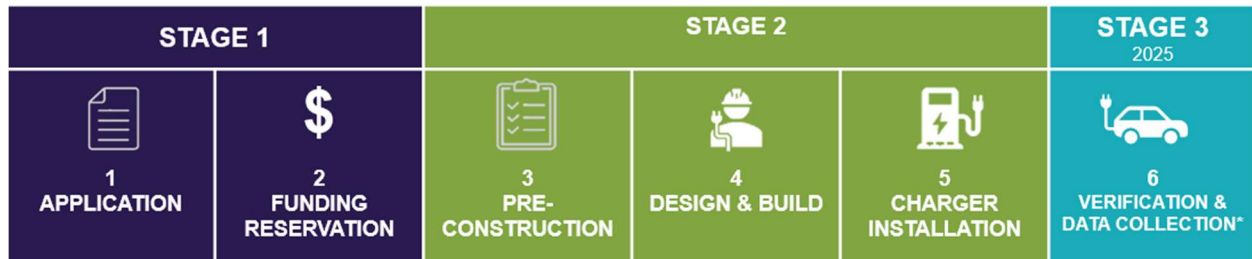 STAGE 1
STAGE 2
STAGE 3
2025
$
1
APPLICATION
2
FUNDING
RESERVATION
3
PRE-
CONSTRUCTION
4
DESIGN & BUILD
5
CHARGER
INSTALLATION
6
VERIFICATION &
DATA COLLECTION*